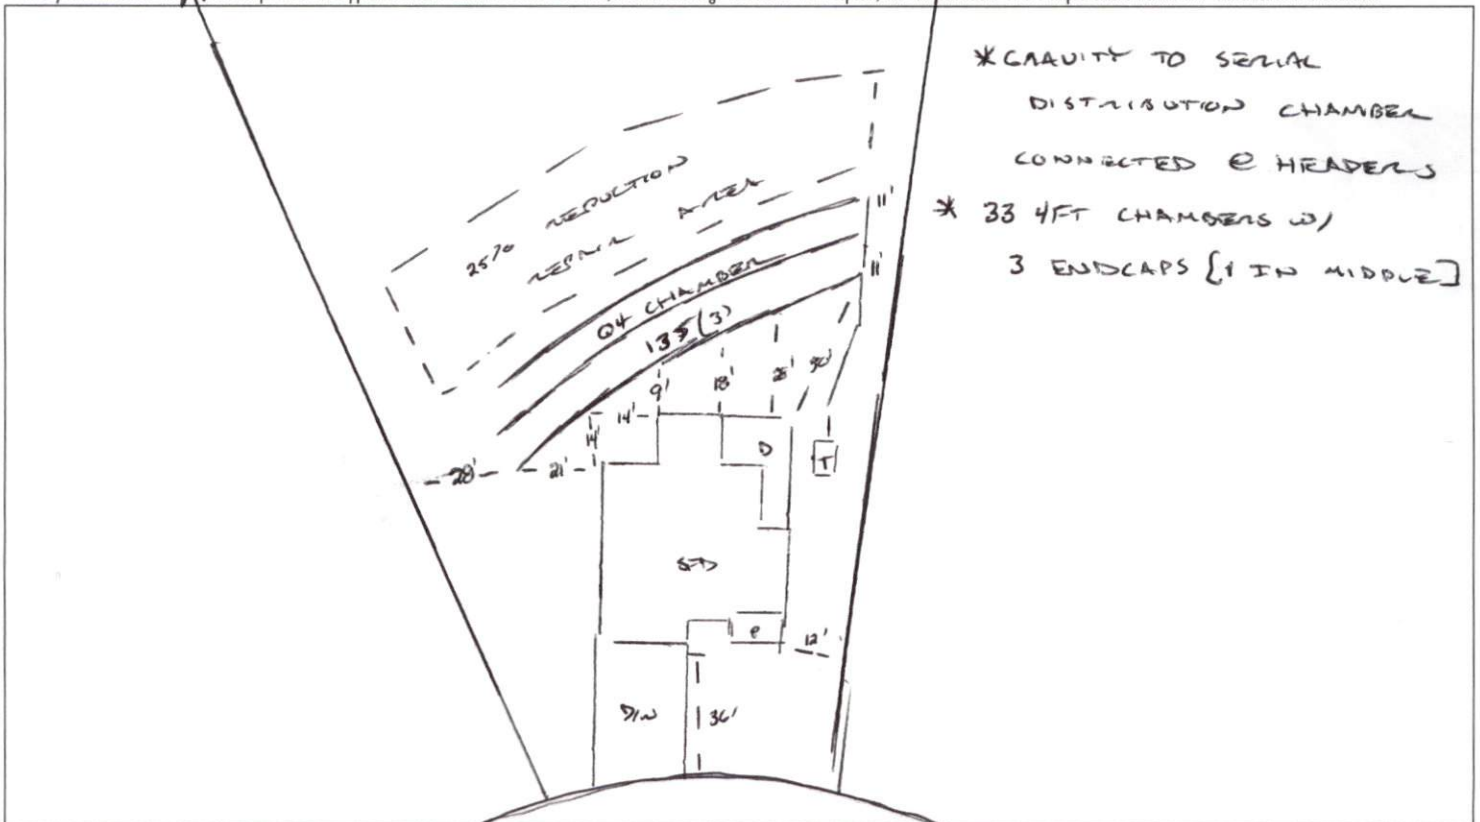 *GRAVITY TO SERIAL
DISTRIBUTION CHAMBER
CONNECTED @ HEADERS
* 33 4FT CHAMBERS W/
3 ENDCAPS [1 IN MIDDLE]
25% REDUCTION
REPAIR AREA
11'
Q4 CHAMBER
11'
135 (3)
9'
18'
25'
30'
14'
14'
D
T
28'
21'
SFD
P
12'
D/W
36'